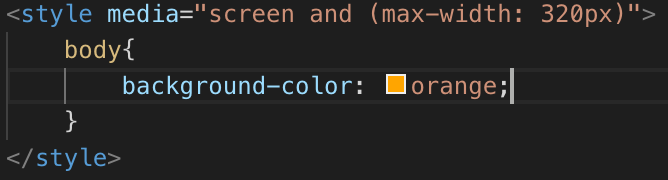 <style media="screen and (max-width: 320px)">
body{
background-color: orange;
}
</style>